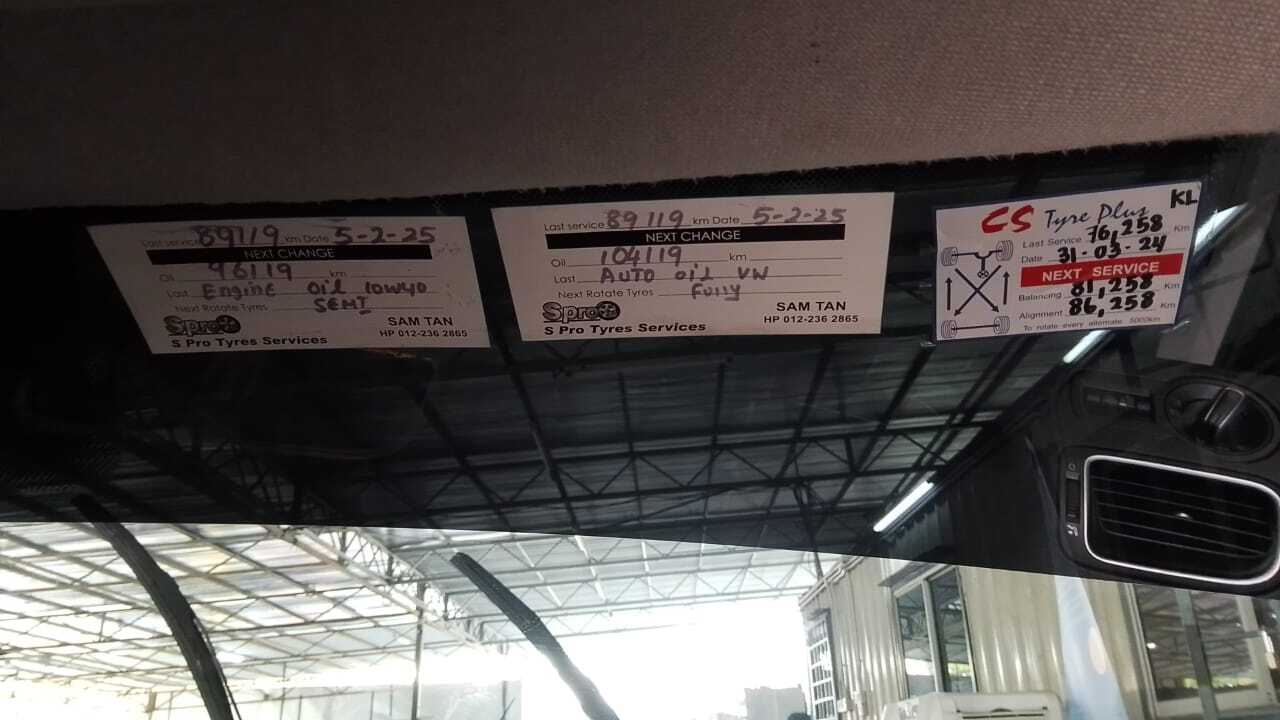 Last service 89119 km Date 5-2-25
NEXT CHANGE
Oil 96119 km
Last Engine Oil 10W40
Next Rotate Tyres SEMI
Spro
SAM TAN
S Pro Tyres Services
HP 012-236 2865
Last service 89119 km Date 5-2-25
NEXT CHANGE
Oil 104119 km
Last AUTO OIL VW
Next Rotate Tyres Fully
Spro
SAM TAN
S Pro Tyres Services
HP 012-236 2865
KL
CS Tyre Plus
Last Service 76,258 Km
Date 31-03-24
NEXT SERVICE
Balancing 81,258 Km
Alignment 86,258 Km
To rotate every alternate 5000km